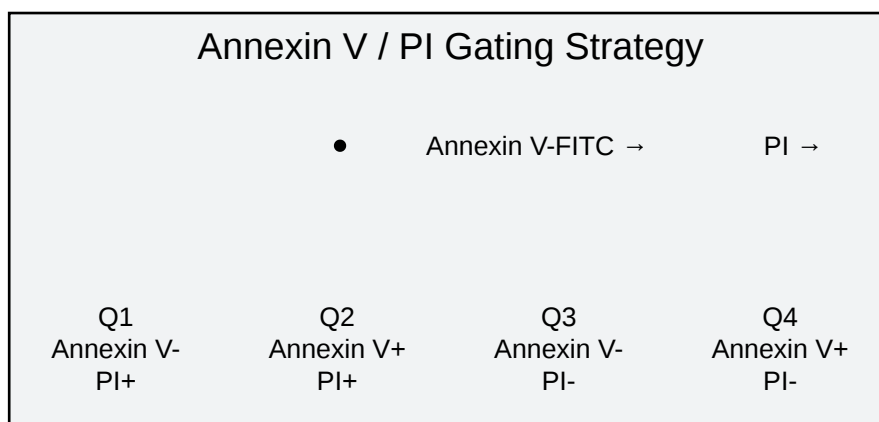 Annexin V / PI Gating Strategy
● Annexin V-FITC → PI →
Q1 Q2 Q3 Q4
Annexin V- Annexin V+ Annexin V- Annexin V+
PI+ PI+ PI- PI-